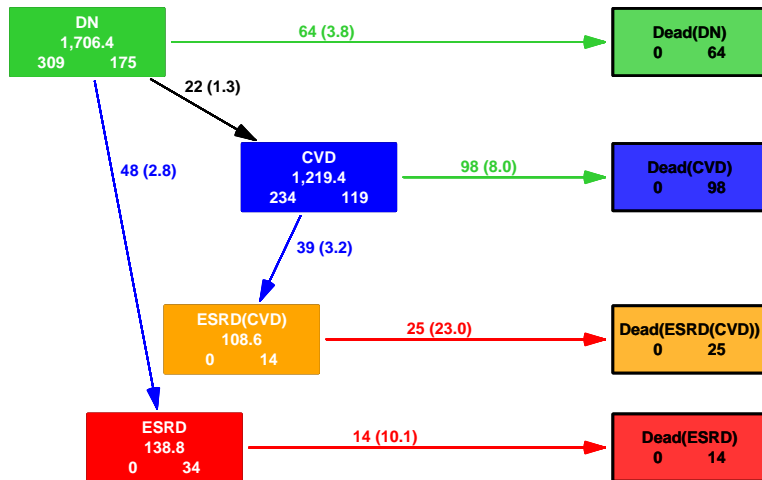 DN
1,706.4
309 175
64 (3.8)
Dead(DN)
0 64
22 (1.3)
48 (2.8)
CVD
1,219.4
234 119
98 (8.0)
Dead(CVD)
0 98
39 (3.2)
ESRD(CVD)
108.6
0 14
25 (23.0)
Dead(ESRD(CVD))
0 25
ESRD
138.8
0 34
14 (10.1)
Dead(ESRD)
0 14